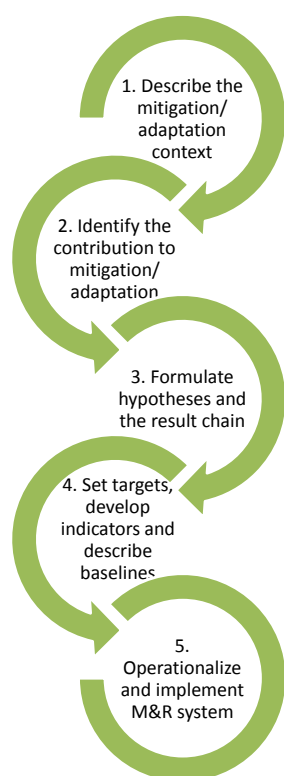 1. Describe the
mitigation/
adaptation
context
2. Identify the
contribution to
mitigation/
adaptation
3. Formulate
hypotheses and
the result chain
4. Set targets,
develop
indicators and
describe
baselines
5.
Operationalize
and implement
M&R system